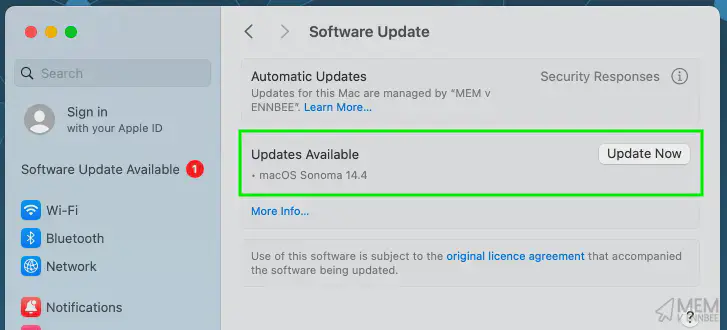 Software Update
Search
Sign in
with your Apple ID
Software Update Available 1
Wi-Fi
Bluetooth
Network
Notifications
Automatic Updates
Security Responses
Updates for this Mac are managed by “MEM v
ENNBEE”. Learn More...
Updates Available
Update Now
• macOS Sonoma 14.4
More Info...
Use of this software is subject to the original licence agreement that accompanied
the software being updated.
?
MEM
V ENNBEE